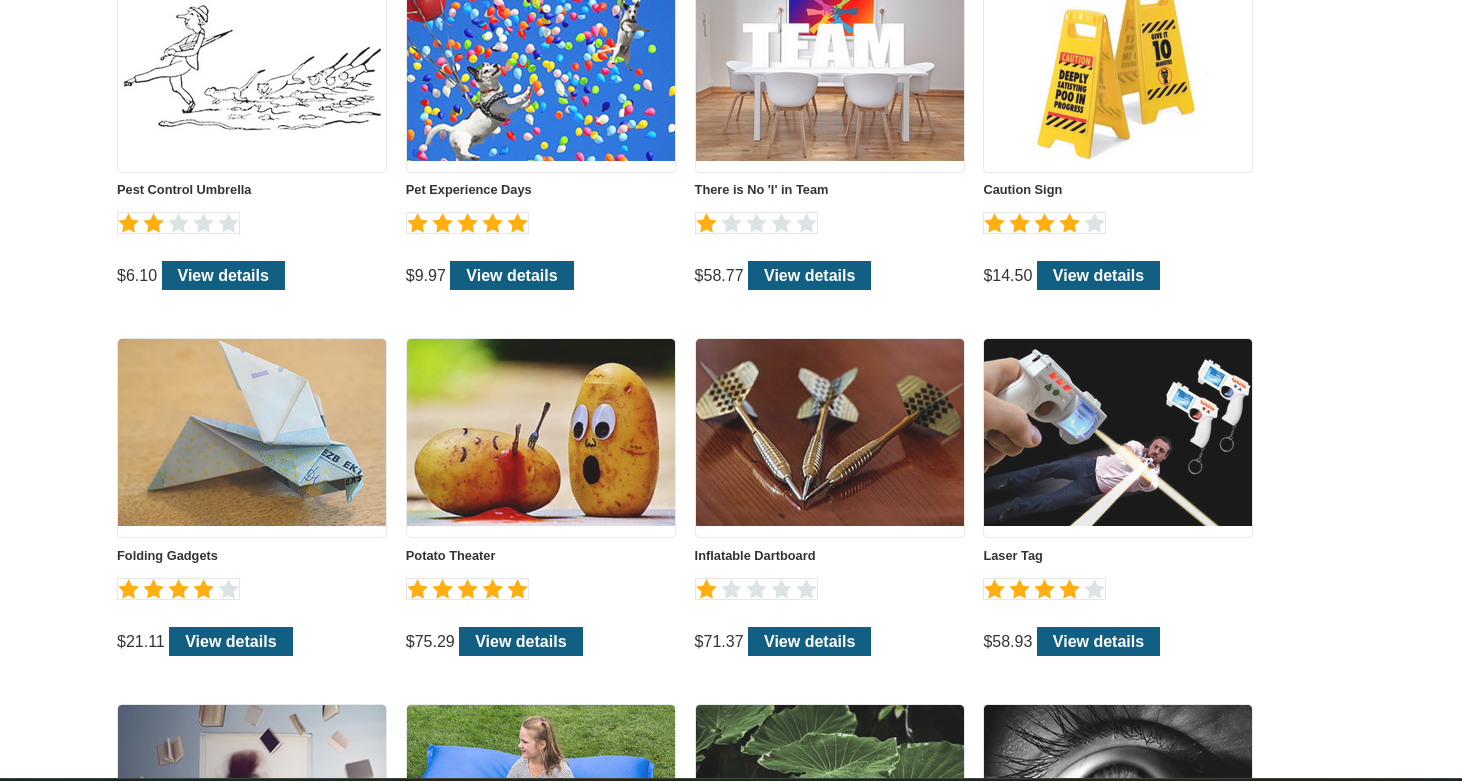 TEAM
CAUTION
DEEPLY
SATISFYING
POO IN
PROGRESS
GIVE IT
10
MINUTES
Pest Control Umbrella
Pet Experience Days
There is No 'I' in Team
Caution Sign
$6.10 View details
$9.97 View details
$58.77 View details
$14.50 View details
EZB EK
Folding Gadgets
Potato Theater
Inflatable Dartboard
Laser Tag
$21.11 View details
$75.29 View details
$71.37 View details
$58.93 View details